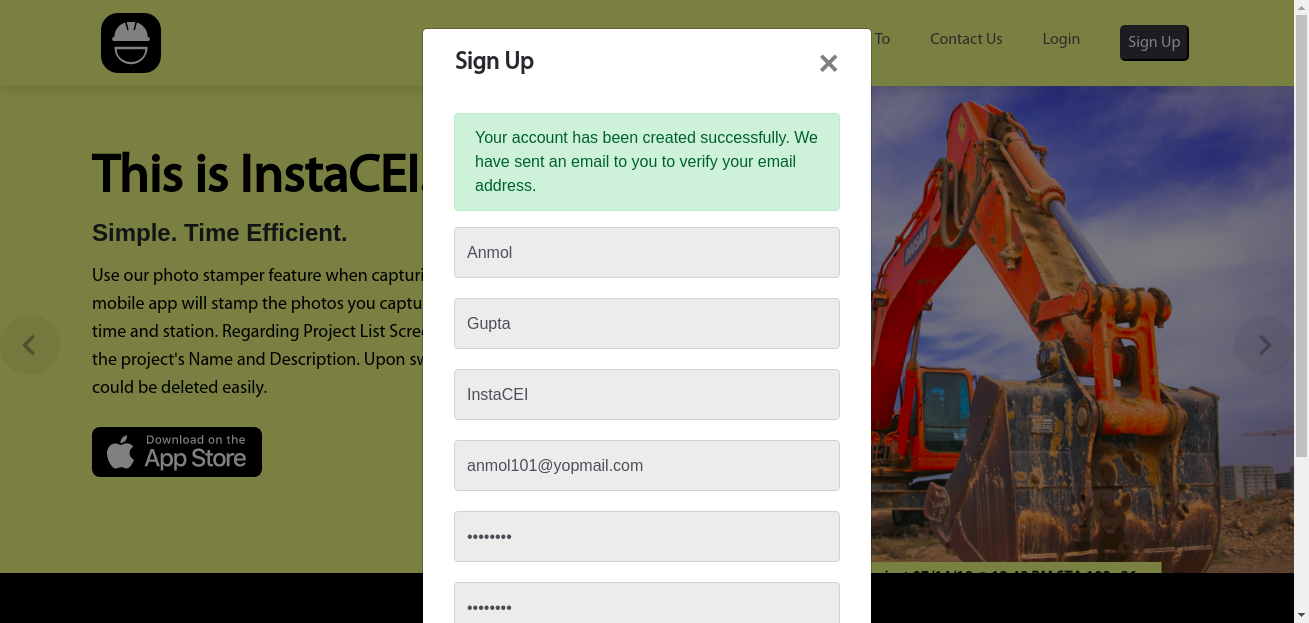 To
Contact Us
Login
Sign Up
Sign Up
×
Your account has been created successfully. We
have sent an email to you to verify your email
address.
Anmol
Gupta
InstaCEI
anmol101@yopmail.com
••••••••
••••••••
This is InstaCEI.
Simple. Time Efficient.
Use our photo stamper feature when capturi
mobile app will stamp the photos you captu
time and station. Regarding Project List Scre
the project's Name and Description. Upon sw
could be deleted easily.
Download on the
App Store
DOOSAN